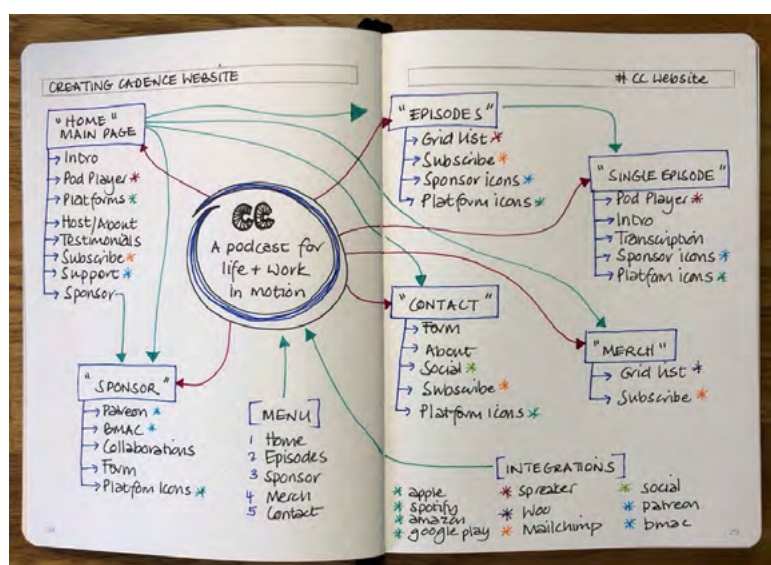 CREATING CADENCE WEBSITE
"HOME"
MAIN PAGE
Intro
Pod Player *
Platforms *
Host/About
Testimonials
Subscribe *
Support *
Sponsor
CC
A podcast for
life + work
in motion
"SPONSOR"
Patreon *
BMAC *
Collaborations
Form
Platform Icons *
[MENU]
1 Home
2 Episodes
3 Sponsor
4 Merch
5 Contact
# CC Website
"EPISODES"
Grid List *
Subscribe *
Sponsor icons *
Platform icons *
"SINGLE EPISODE"
Pod Player *
Intro
Transcription
Sponsor icons *
Platform icons *
"CONTACT"
Form
About
Social *
Subscribe *
Platform icons *
"MERCH"
Grid List *
Subscribe *
[INTEGRATIONS]
* apple
* spotify
* amazon
* google play
* spreaker
* Woo
* Mailchimp
* social
* patreon
* bmac